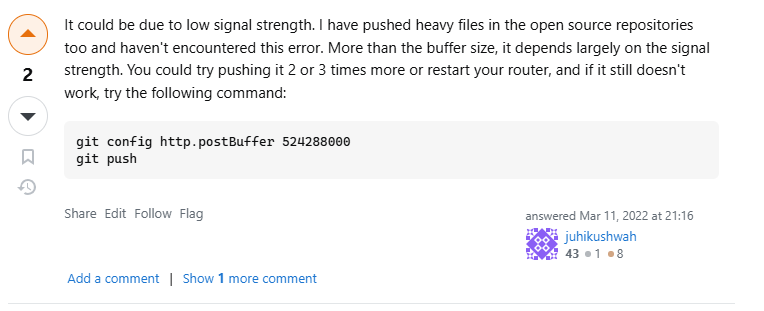 It could be due to low signal strength. I have pushed heavy files in the open source repositories
too and haven't encountered this error. More than the buffer size, it depends largely on the signal
2
strength. You could try pushing it 2 or 3 times more or restart your router, and if it still doesn't
work, try the following command:
git config http.postBuffer 524288000
git push
Share Edit Follow Flag
answered Mar 11, 2022 at 21:16
juhikushwah
43 1 8
Add a comment | Show 1 more comment